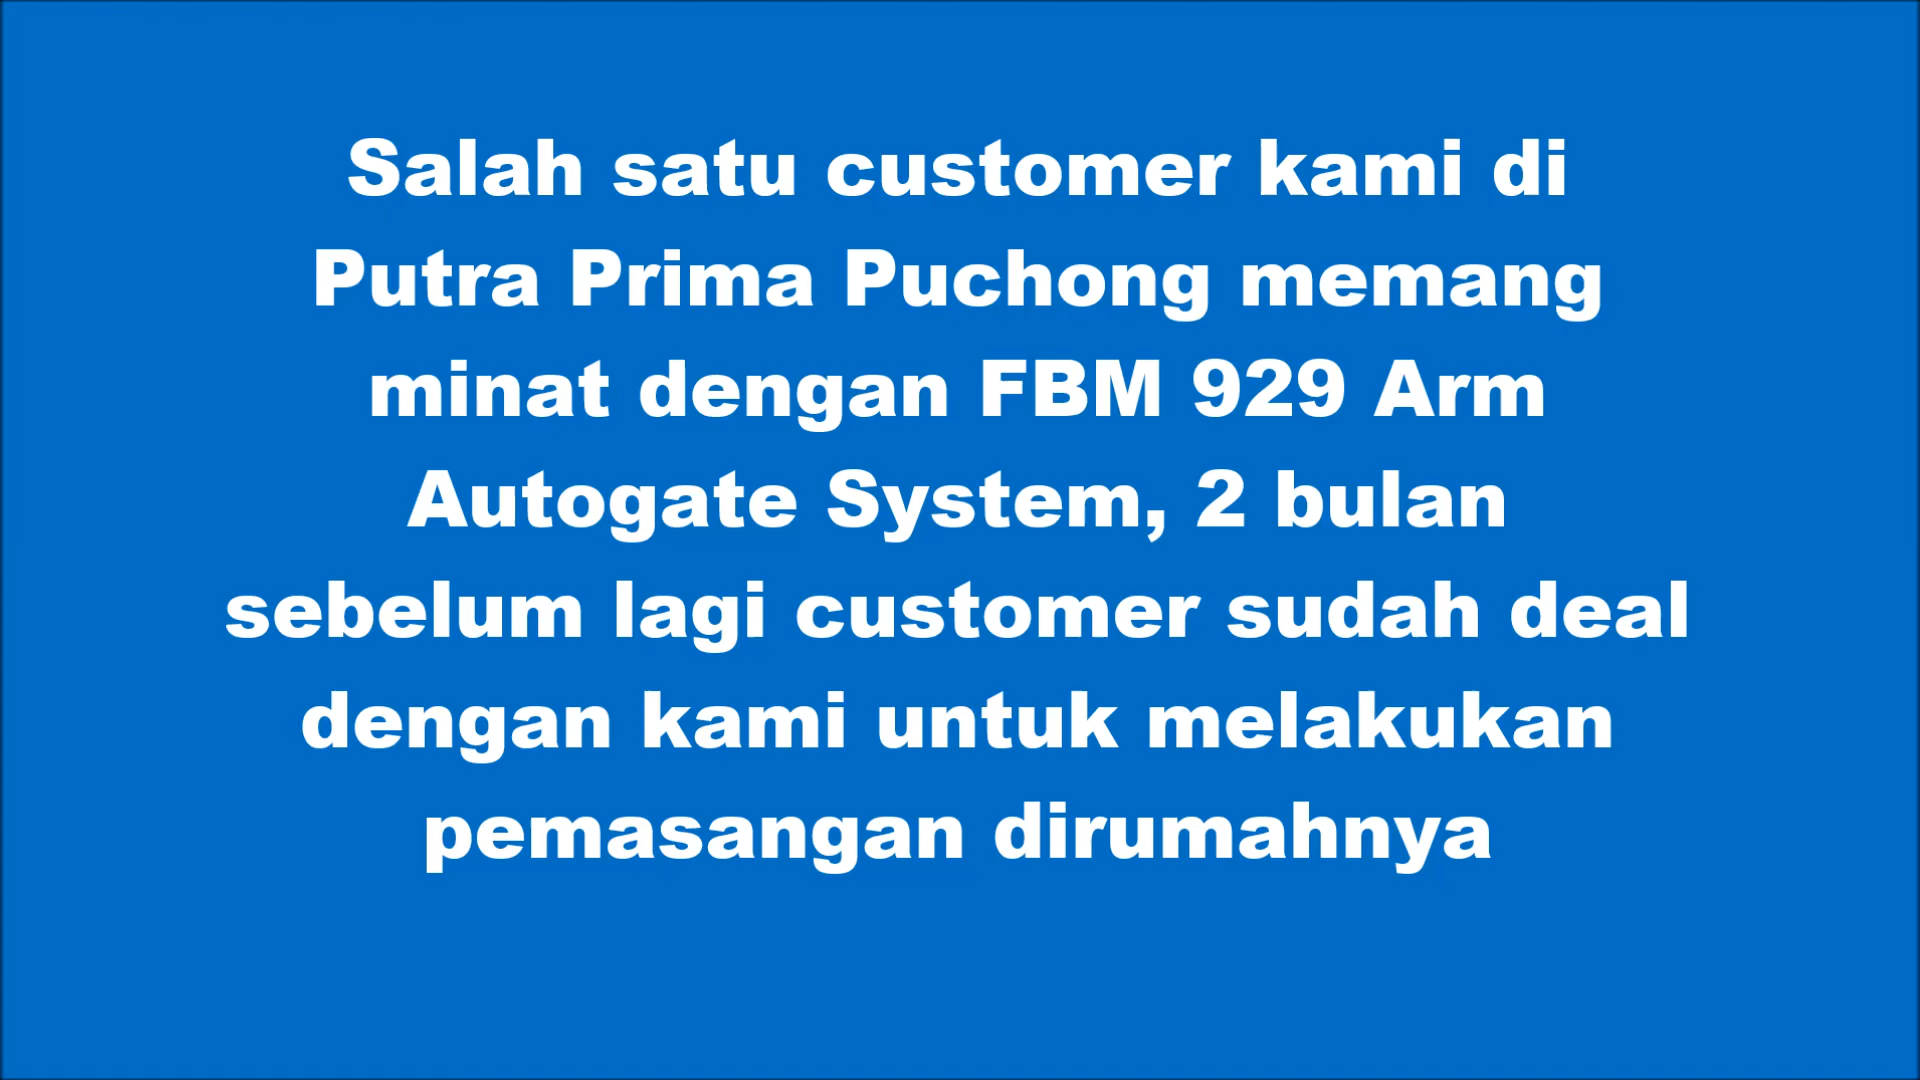 Salah satu customer kami di
Putra Prima Puchong memang
minat dengan FBM 929 Arm
Autogate System, 2 bulan
sebelum lagi customer sudah deal
dengan kami untuk melakukan
pemasangan dirumahnya